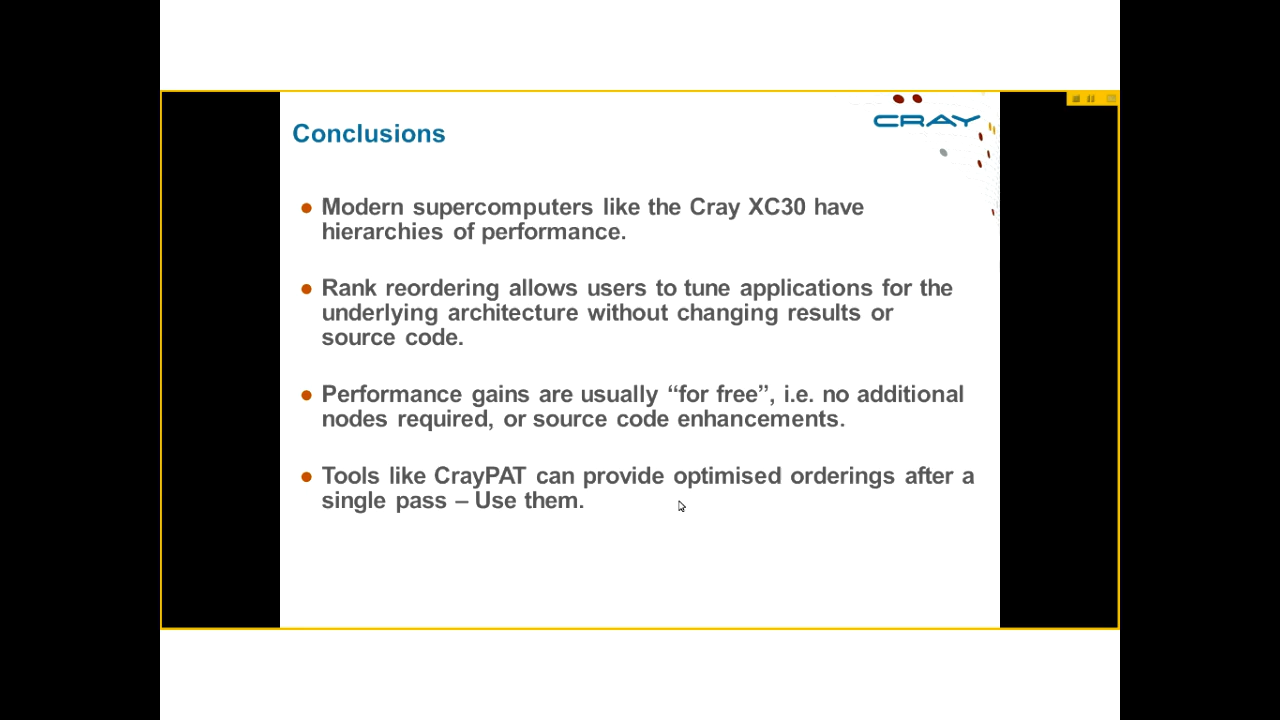 CRAY
Conclusions
• Modern supercomputers like the Cray XC30 have
hierarchies of performance.
• Rank reordering allows users to tune applications for the
underlying architecture without changing results or
source code.
• Performance gains are usually “for free”, i.e. no additional
nodes required, or source code enhancements.
• Tools like CrayPAT can provide optimised orderings after a
single pass – Use them.